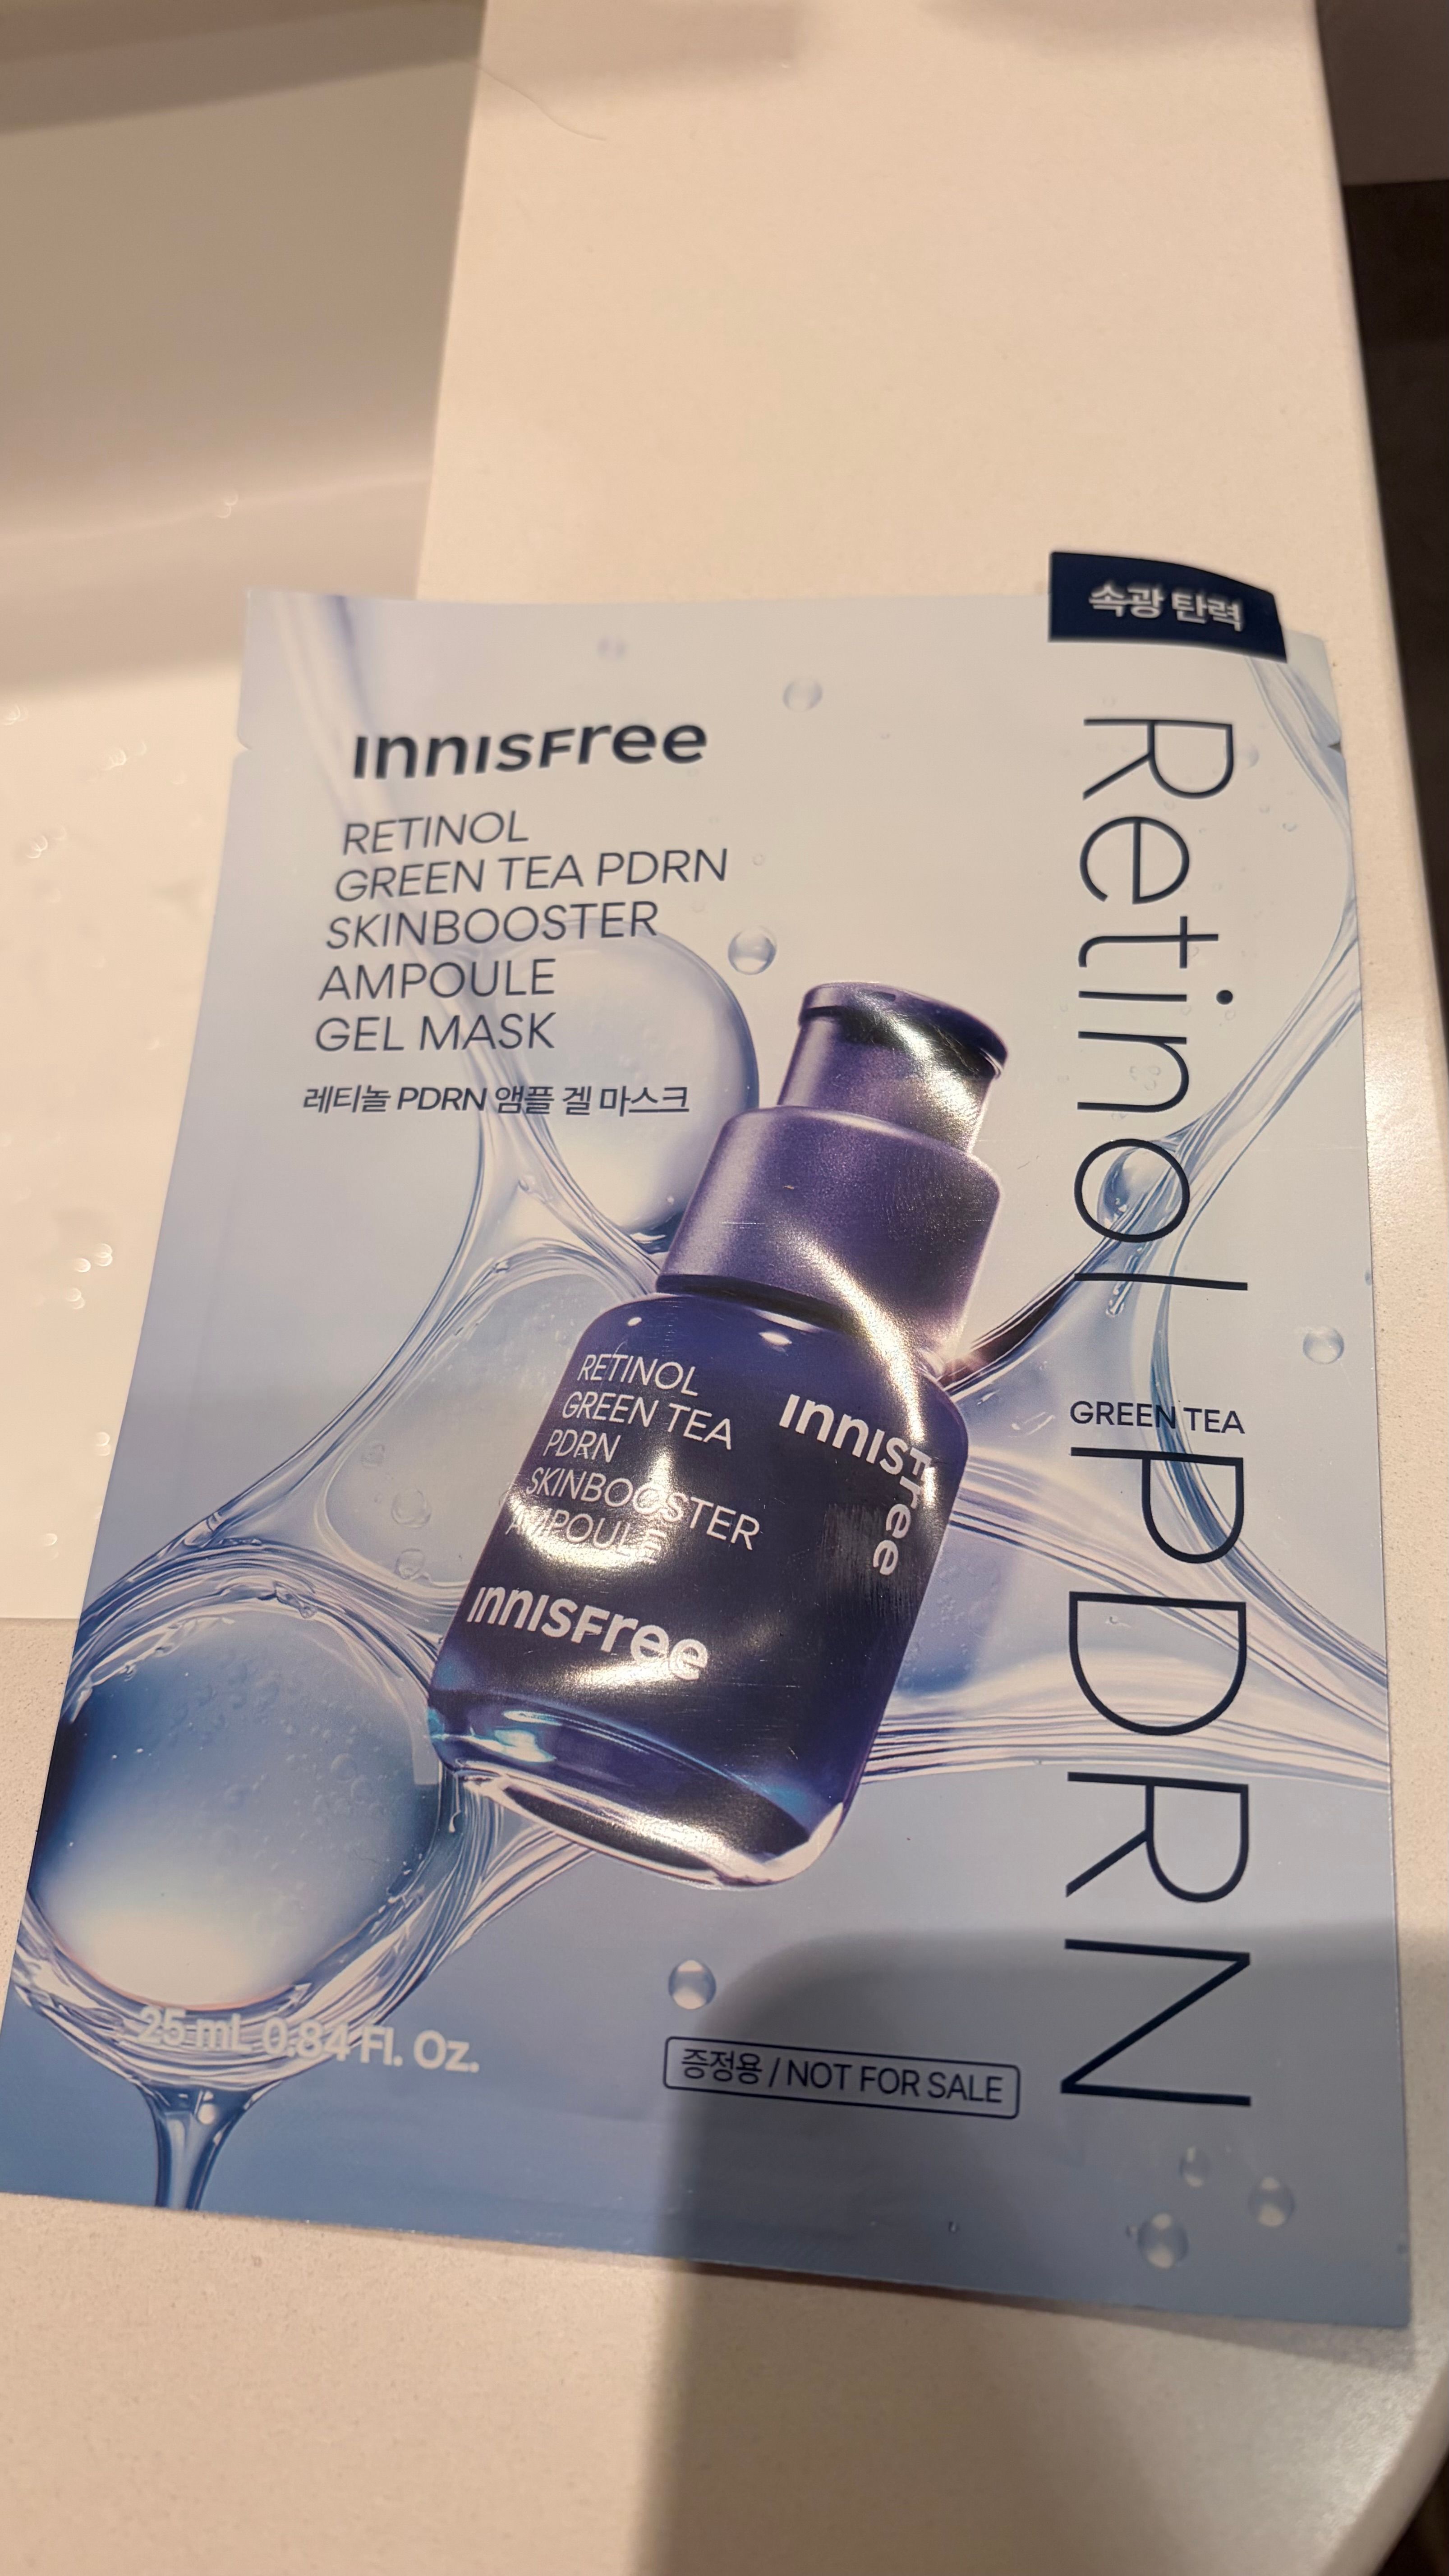 속광 탄력
INNISFree
RETINOL
GREEN TEA PDRN
SKINBOOSTER
AMPOULE
GEL MASK
레티놀 PDRN 앰플 겔 마스크
Retinol
GREEN TEA
PDRN
RETINOL
GREEN TEA
PDRN
SKINBOOSTER
AMPOULE
INNISFree
INNISFree
25 mL 0.84 Fl. Oz.
증정용 / NOT FOR SALE